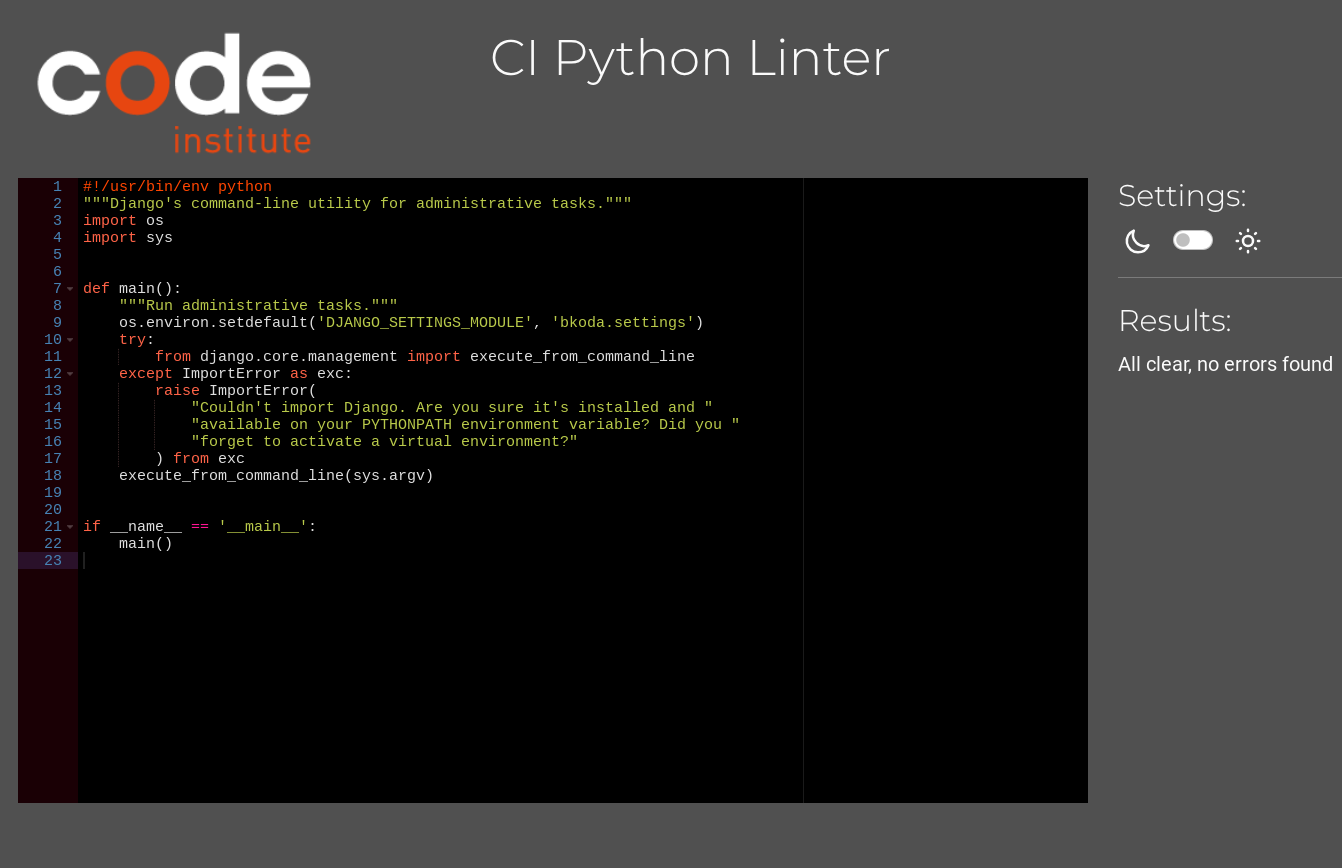 code
institute
CI Python Linter
1 #!/usr/bin/env python
2 """Django's command-line utility for administrative tasks."""
3 import os
4 import sys
5
6
7 def main():
8     """Run administrative tasks."""
9     os.environ.setdefault('DJANGO_SETTINGS_MODULE', 'bkoda.settings')
10     try:
11         from django.core.management import execute_from_command_line
12     except ImportError as exc:
13         raise ImportError(
14             "Couldn't import Django. Are you sure it's installed and "
15             "available on your PYTHONPATH environment variable? Did you "
16             "forget to activate a virtual environment?"
17         ) from exc
18     execute_from_command_line(sys.argv)
19
20
21 if __name__ == '__main__':
22     main()
23
Settings:
Results:
All clear, no errors found